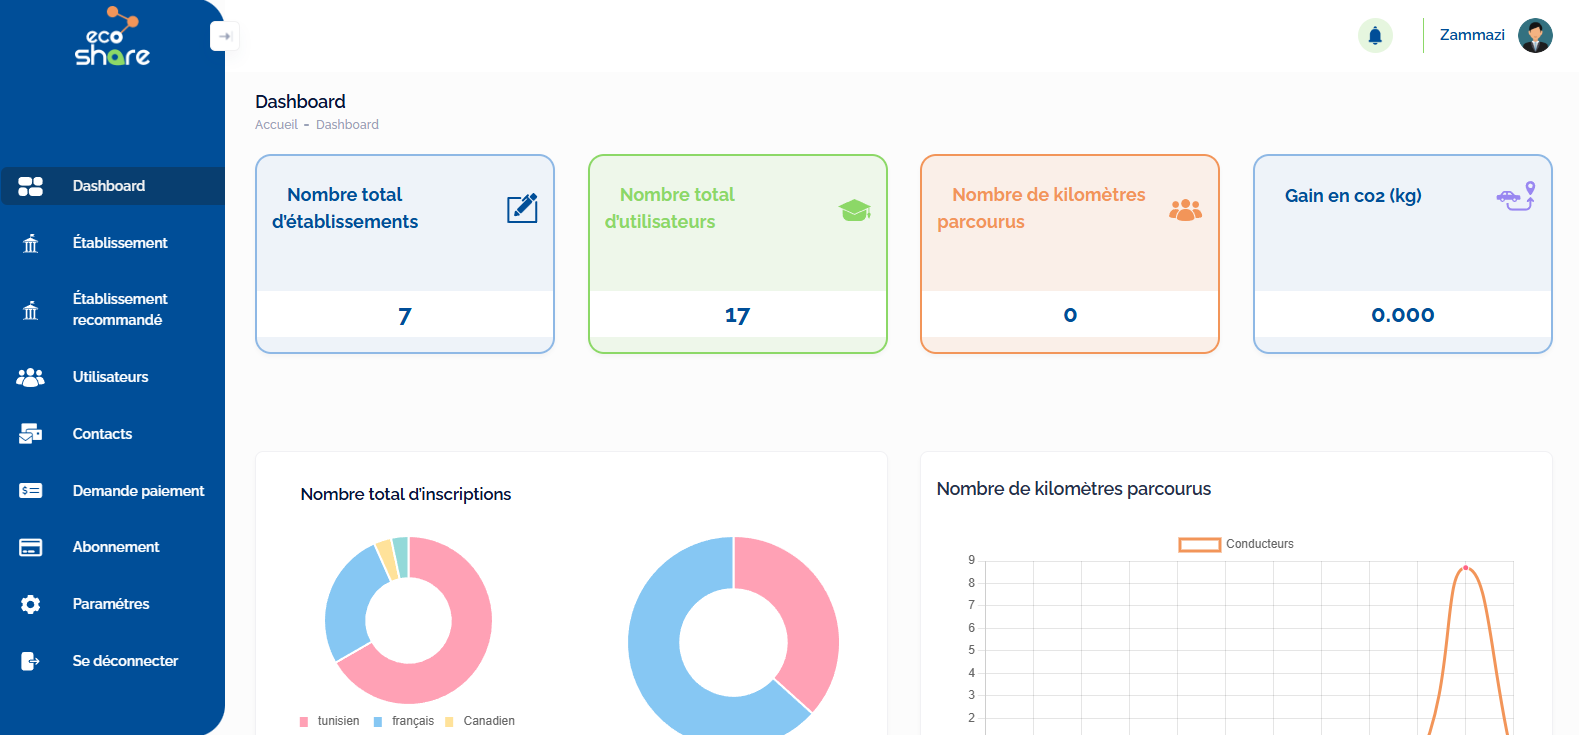 eco
share
Zammazi
Dashboard
Accueil - Dashboard
Dashboard
Établissement
Établissement
recommandé
Utilisateurs
Contacts
Demande paiement
Abonnement
Paramétres
Se déconnecter
Nombre total
d'établissements
7
Nombre total
d'utilisateurs
17
Nombre de kilomètres
parcourus
0
Gain en co2 (kg)
0.000
Nombre total d'inscriptions
tunisien français Canadien
Nombre de kilomètres parcourus
Conducteurs
9
8
7
6
5
4
3
2